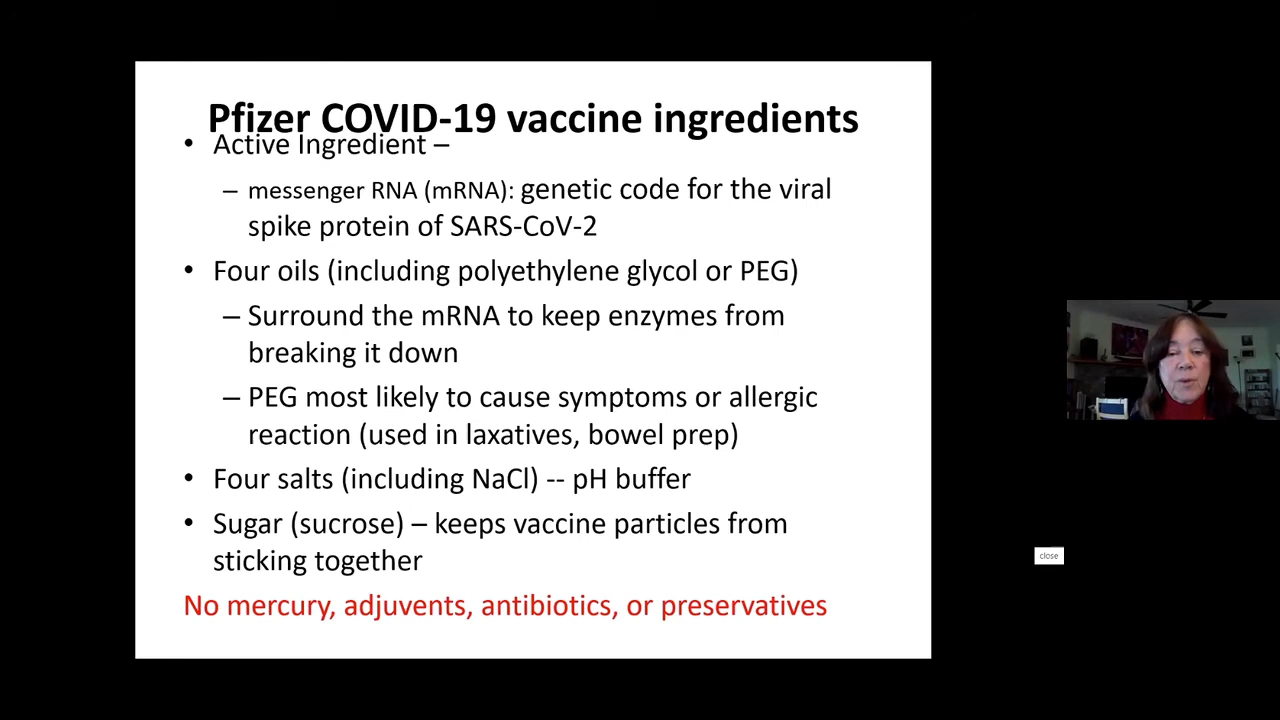 Pfizer COVID-19 vaccine ingredients
• Active Ingredient –
– messenger RNA (mRNA): genetic code for the viral
spike protein of SARS-CoV-2
• Four oils (including polyethylene glycol or PEG)
– Surround the mRNA to keep enzymes from
breaking it down
– PEG most likely to cause symptoms or allergic
reaction (used in laxatives, bowel prep)
• Four salts (including NaCl) -- pH buffer
• Sugar (sucrose) – keeps vaccine particles from
sticking together
No mercury, adjuvents, antibiotics, or preservatives
close